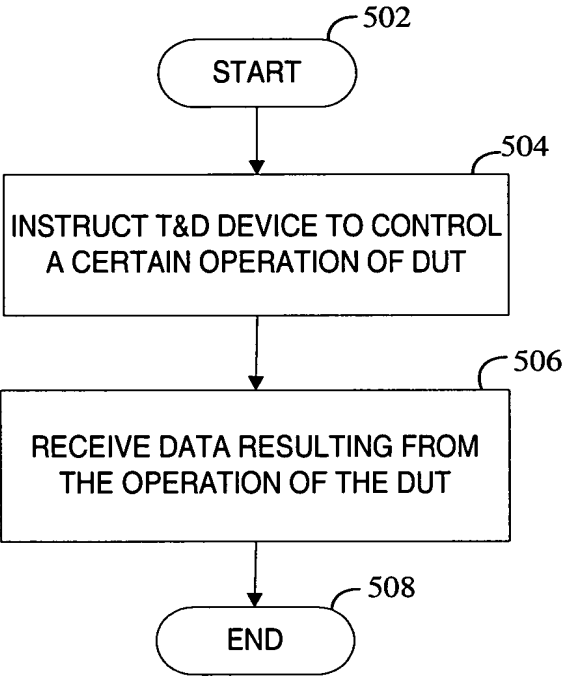 502
START
504
INSTRUCT T&D DEVICE TO CONTROL
A CERTAIN OPERATION OF DUT
506
RECEIVE DATA RESULTING FROM
THE OPERATION OF THE DUT
508
END